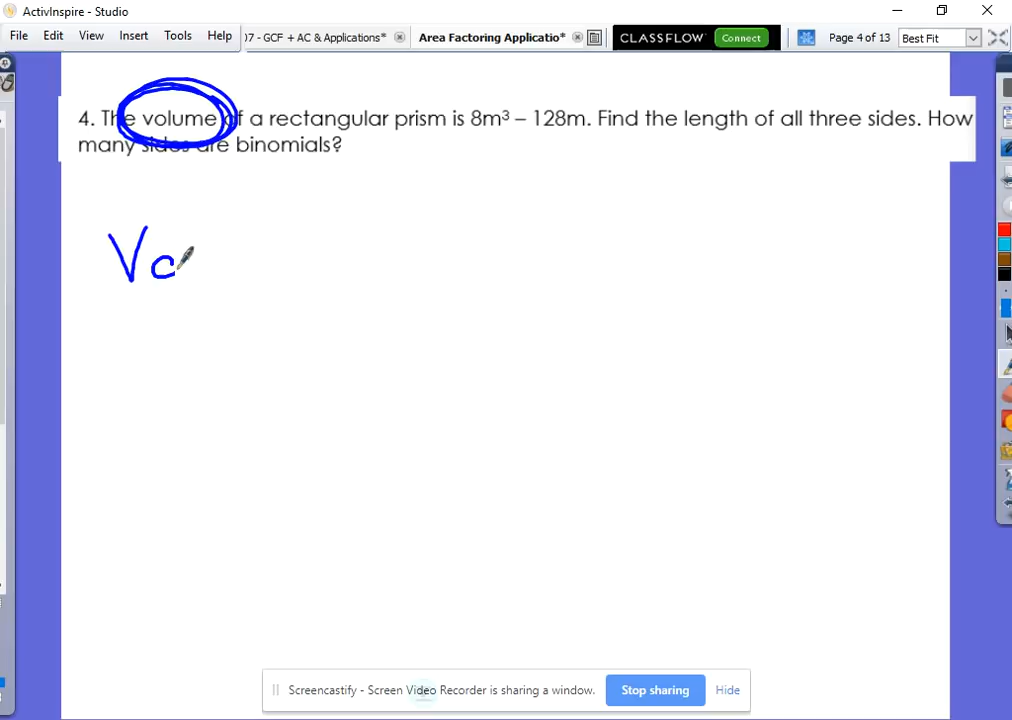 ActivInspire - Studio
File Edit View Insert Tools Help
07 - GCF + AC & Applications* Area Factoring Applicatio* CLASSFLOW Connect Page 4 of 13 Best Fit
4. The volume of a rectangular prism is 8m³ – 128m. Find the length of all three sides. How
many sides are binomials?
Vo
Screencastify - Screen Video Recorder is sharing a window. Stop sharing Hide